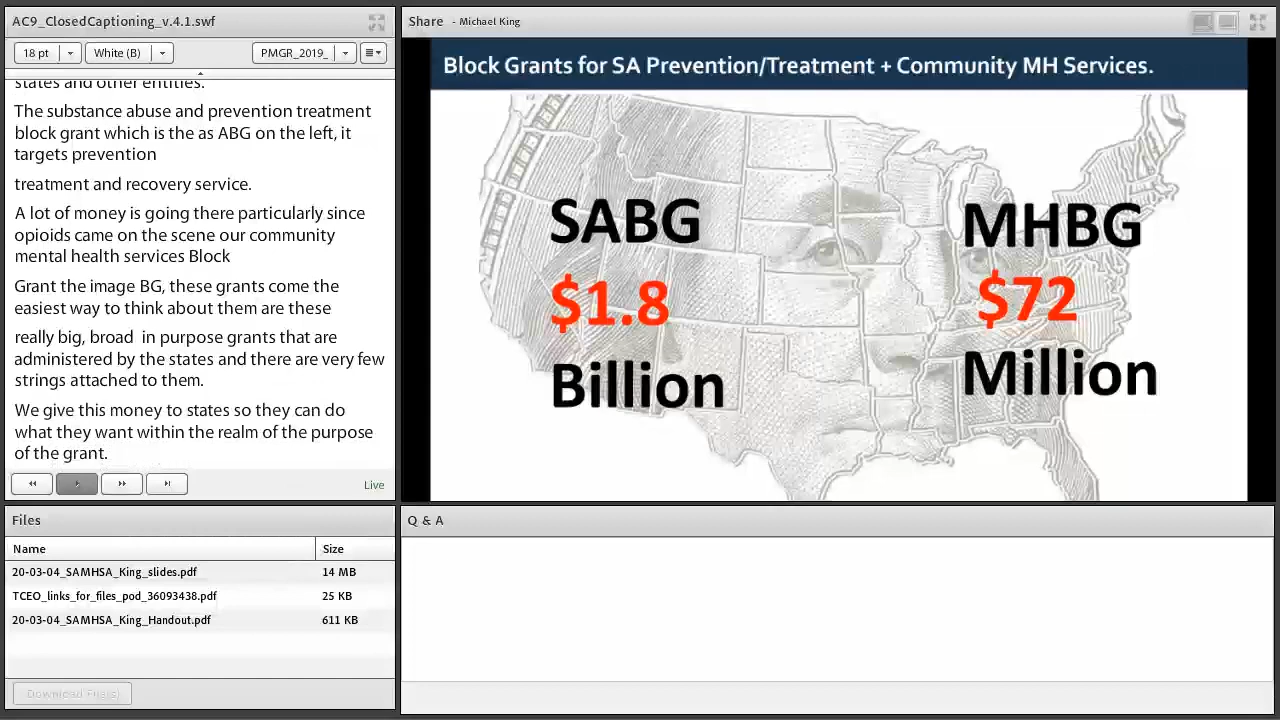 AC9_ClosedCaptioning_v.4.1.swf
18 pt
White (B)
PMGR_2019_
states and other entities.
The substance abuse and prevention treatment
block grant which is the as ABG on the left, it
targets prevention
treatment and recovery service.
A lot of money is going there particularly since
opioids came on the scene our community
mental health services Block
Grant the image BG, these grants come the
easiest way to think about them are these
really big, broad in purpose grants that are
administered by the states and there are very few
strings attached to them.
We give this money to states so they can do
what they want within the realm of the purpose
of the grant.
Live
Share - Michael King
Block Grants for SA Prevention/Treatment + Community MH Services.
SABG
$1.8
Billion
MHBG
$72
Million
Files
Name Size
20-03-04_SAMHSA_King_slides.pdf 14 MB
TCEO_links_for_files_pod_36093438.pdf 25 KB
20-03-04_SAMHSA_King_Handout.pdf 611 KB
Download File(s)
Q & A